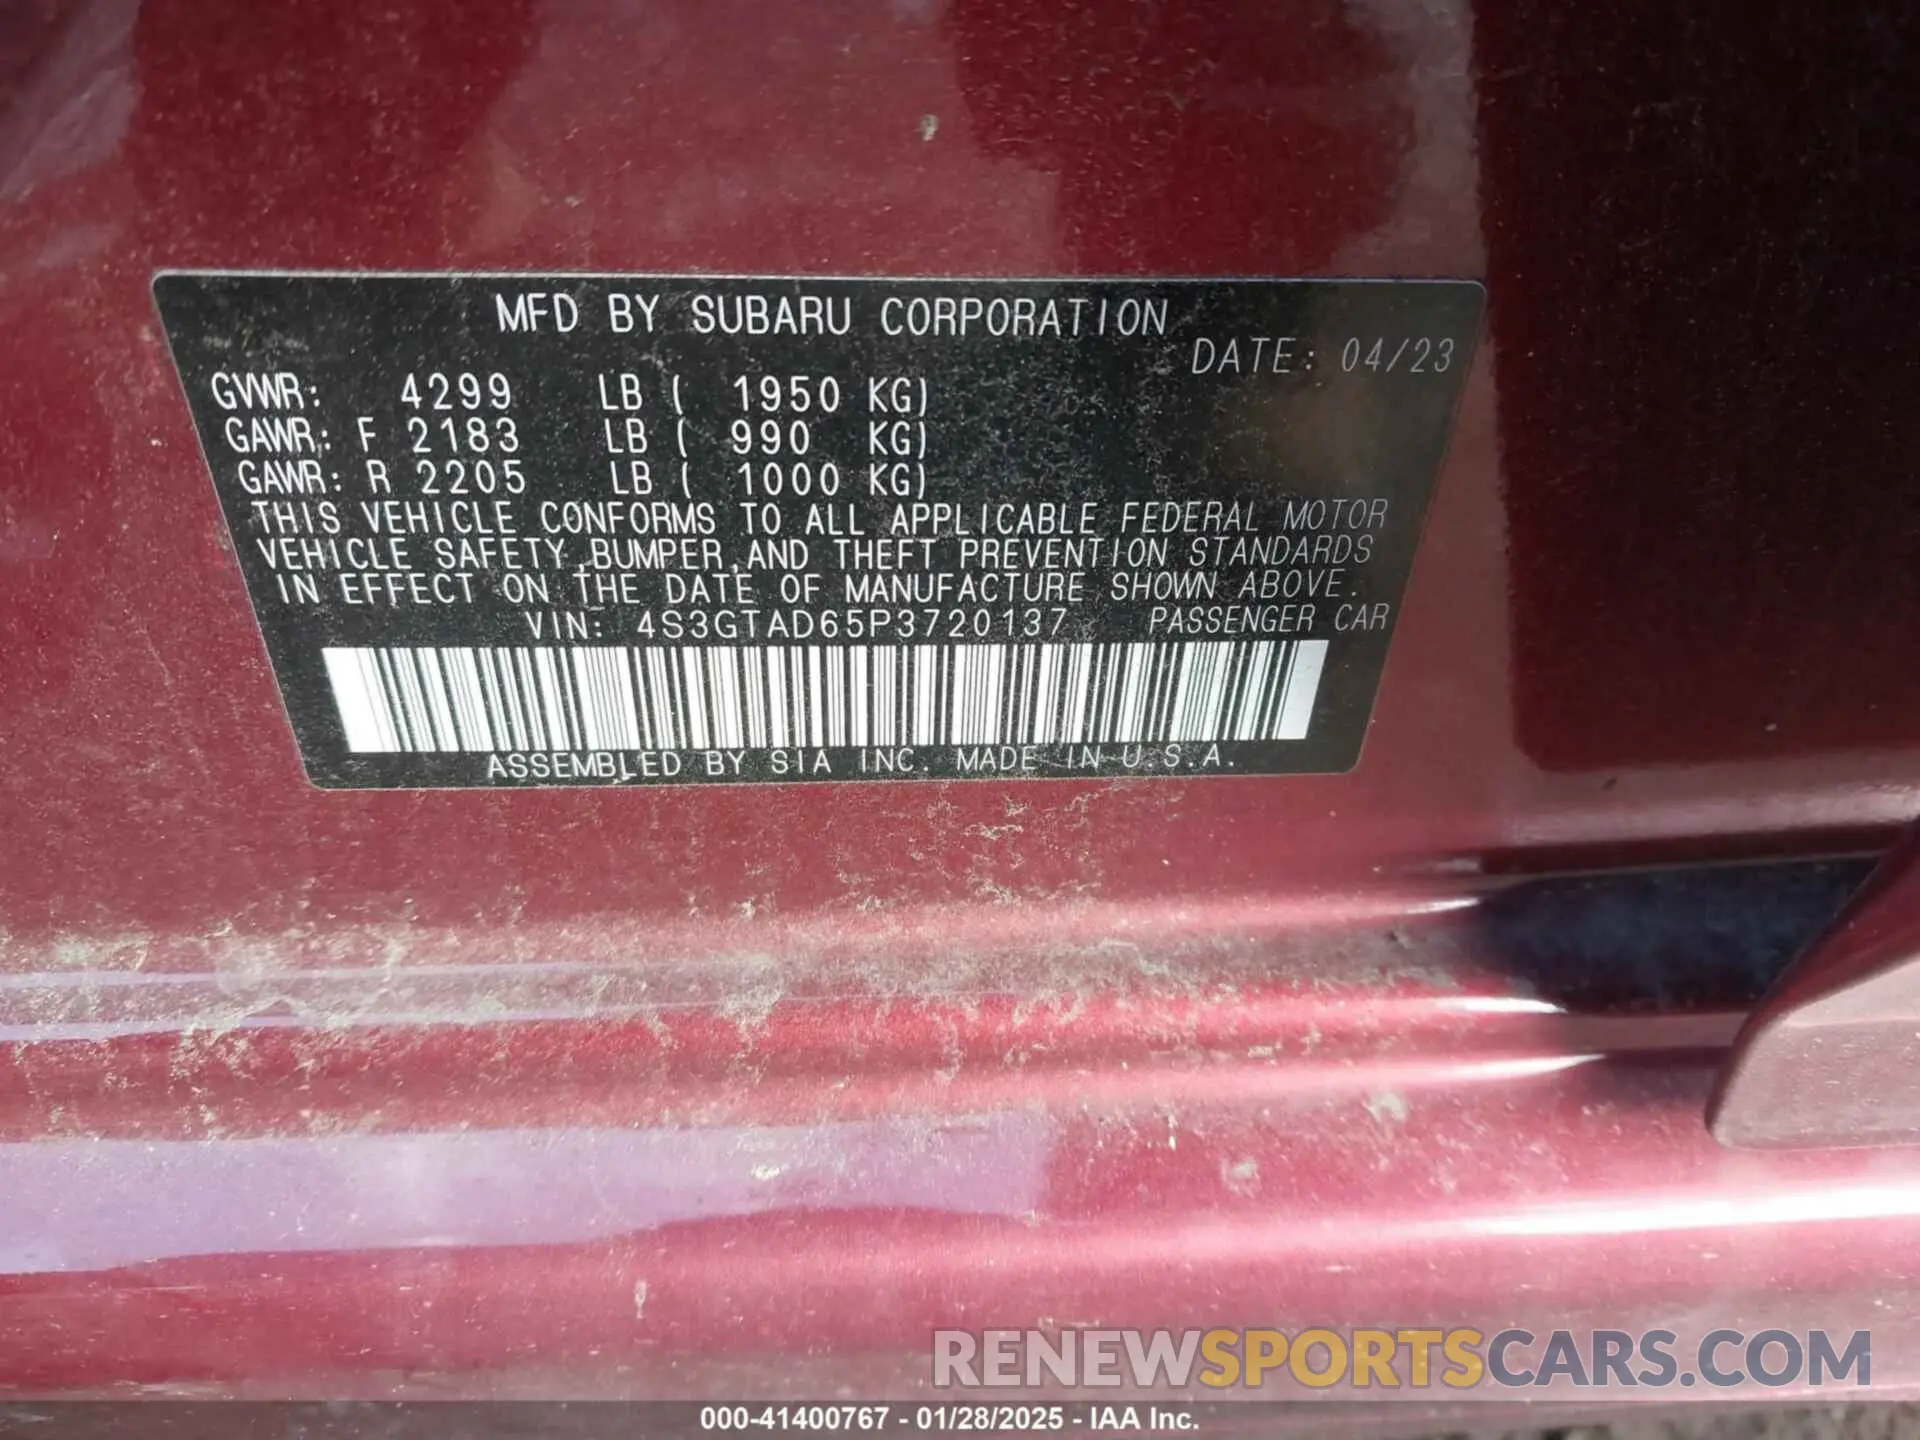 MFD BY SUBARU CORPORATION
DATE: 04/23
GVWR: 4299 LB ( 1950 KG)
GAWR: F 2183 LB ( 990 KG)
GAWR: R 2205 LB ( 1000 KG)
THIS VEHICLE CONFORMS TO ALL APPLICABLE FEDERAL MOTOR
VEHICLE SAFETY,BUMPER,AND THEFT PREVENTION STANDARDS
IN EFFECT ON THE DATE OF MANUFACTURE SHOWN ABOVE.
VIN: 4S3GTAD65P3720137 PASSENGER CAR
ASSEMBLED BY SIA INC. MADE IN U.S.A.
RENEWSPORTSCARS.COM
000-41400767 - 01/28/2025 - IAA Inc.